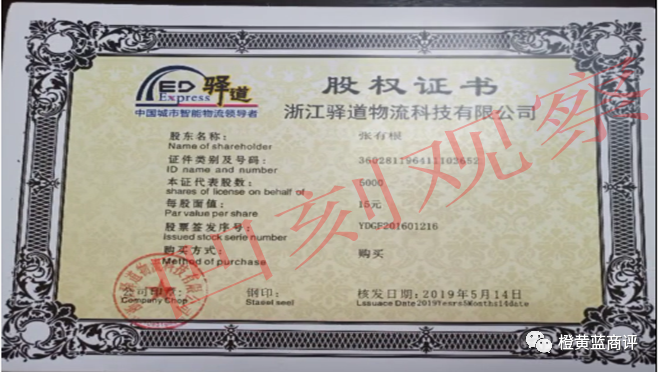 ED 驿道
Express
中国城市智能物流领导者
股权证书
浙江驿道物流科技有限公司
股东名称: 张有根
Name of shareholder
证件类别及号码: 360281196411102652
ID name and number
本证代表股数: 5000
shares of license on behalf of
每股面值: 15元
Par value per share
股票签发序号: YDGF201601216
Issued stock serie number
购买方式: 购买
Method of purchase
公司印章: 钢印: 核发日期:2019年5月14日
Company Chop Staeet seel Lssuace Date2019Years5Months14date
刻观察
橙黄蓝商评